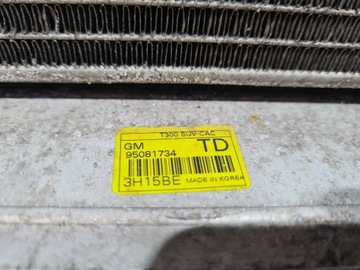 T300 SUV-CAC
GM TD
95081734
3H15BE MADE IN KOREA